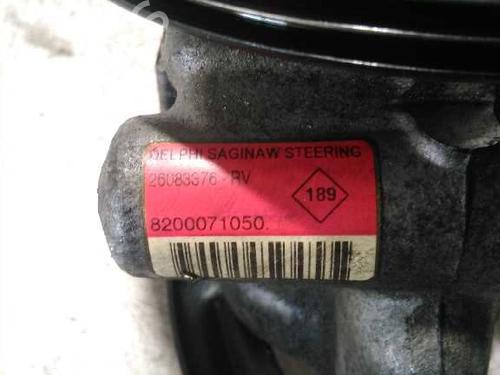 DELPHI SAGINAW STEERING
26083376 - RV
189
8200071050.